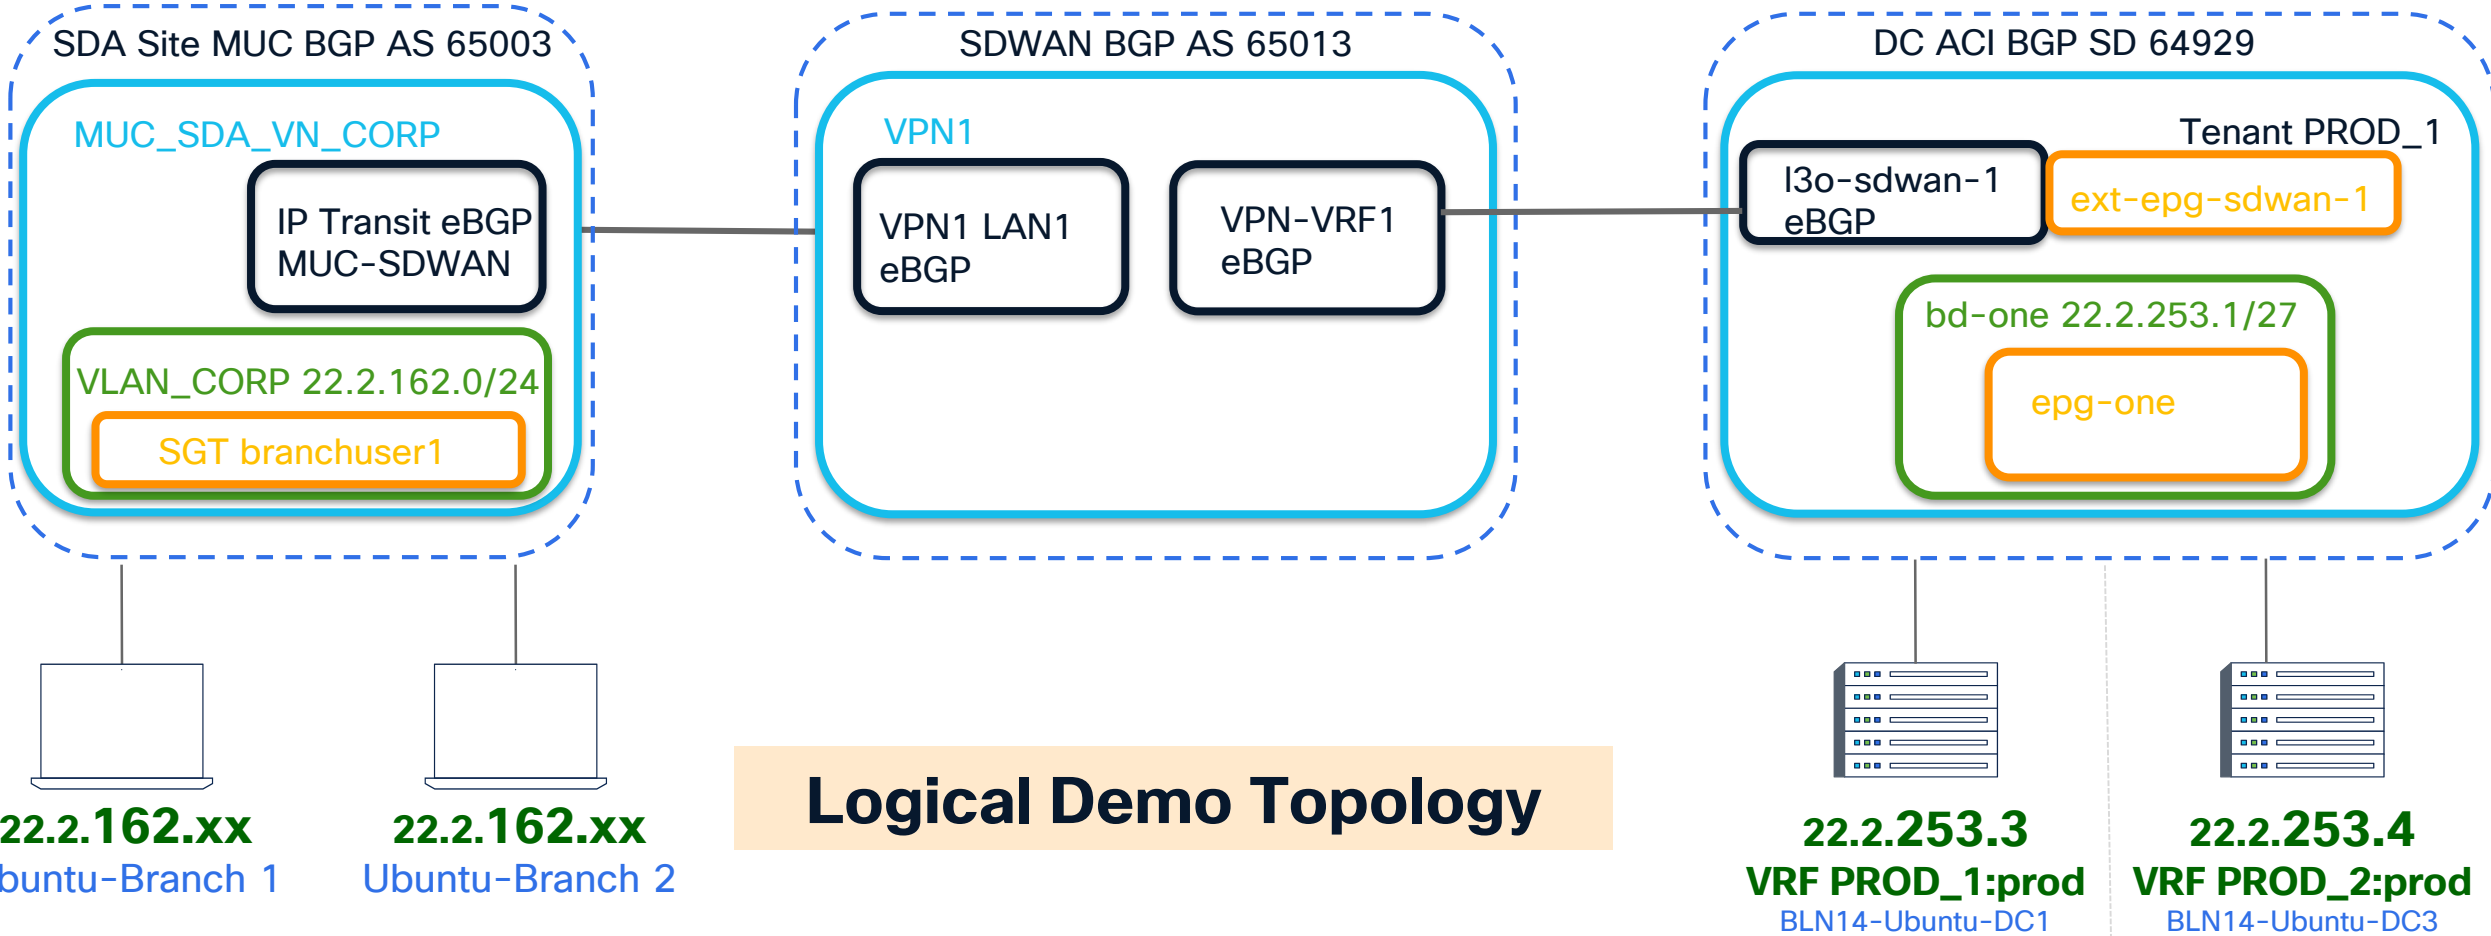 SDA Site MUC BGP AS 65003
MUC_SDA_VN_CORP
IP Transit eBGP
MUC-SDWAN
VLAN_CORP 22.2.162.0/24
SGT branchuser1
SDWAN BGP AS 65013
VPN1
VPN1 LAN1
eBGP
VPN-VRF1
eBGP
DC ACI BGP SD 64929
Tenant PROD_1
l3o-sdwan-1
eBGP
ext-epg-sdwan-1
bd-one 22.2.253.1/27
epg-one
22.2.162.xx
buntu-Branch 1
22.2.162.xx
Ubuntu-Branch 2
Logical Demo Topology
22.2.253.3
VRF PROD_1:prod
BLN14-Ubuntu-DC1
22.2.253.4
VRF PROD_2:prod
BLN14-Ubuntu-DC3